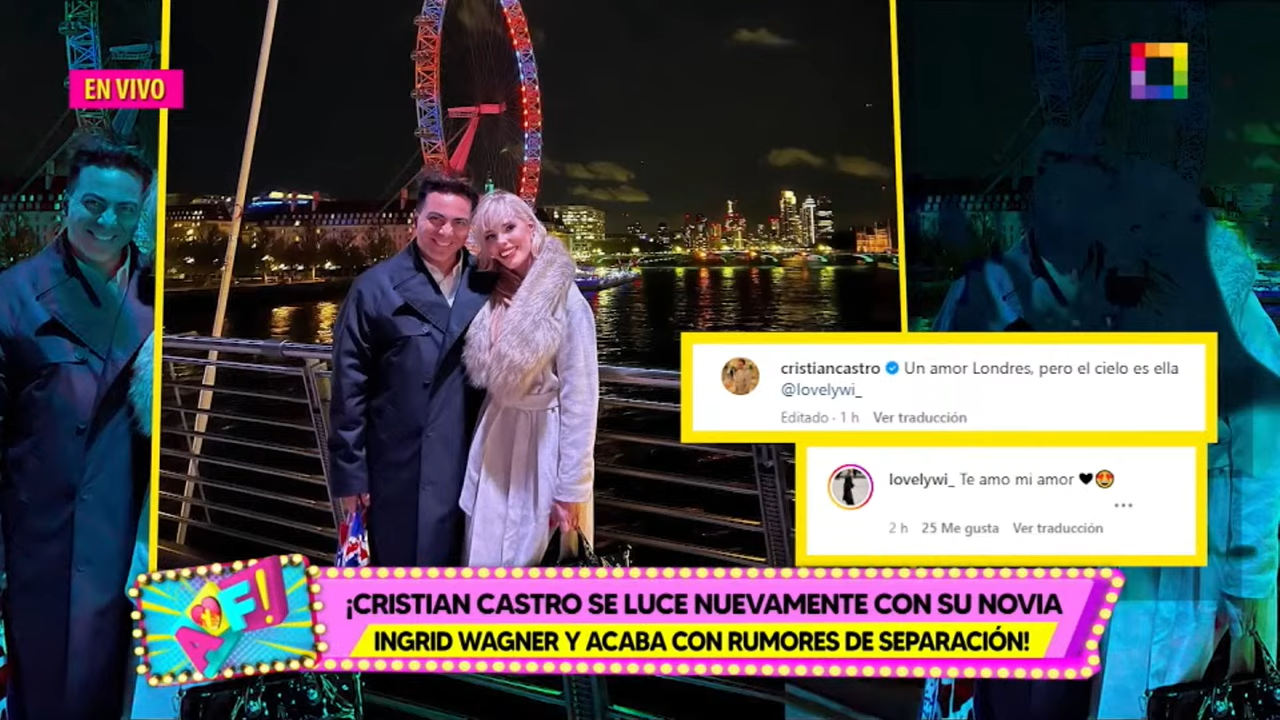 EN VIVO
cristiancastro Un amor Londres, pero el cielo es ella
@lovelywi_
Editado · 1 h Ver traducción
lovelywi_ Te amo mi amor 🖤😍
2 h 25 Me gusta Ver traducción
AYF!
¡CRISTIAN CASTRO SE LUCE NUEVAMENTE CON SU NOVIA
INGRID WAGNER Y ACABA CON RUMORES DE SEPARACIÓN!